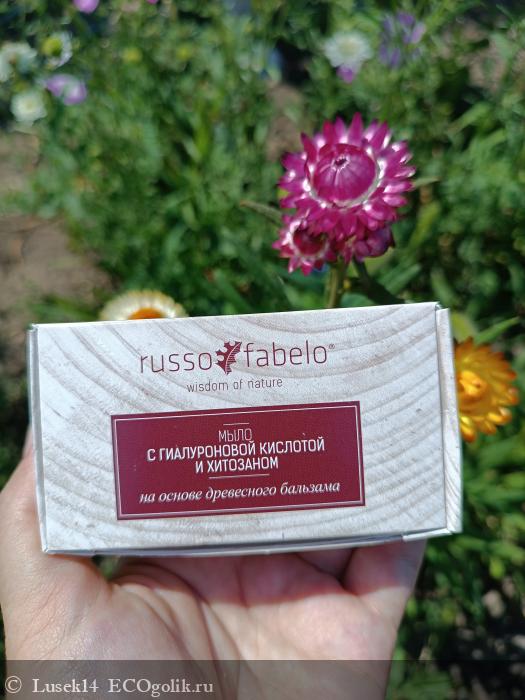 russo fabelo®
wisdom of nature
МЫЛО
С ГИАЛУРОНОВОЙ КИСЛОТОЙ
И ХИТОЗАНОМ
на основе древесного бальзама
© Lusek14 ECOgolik.ru